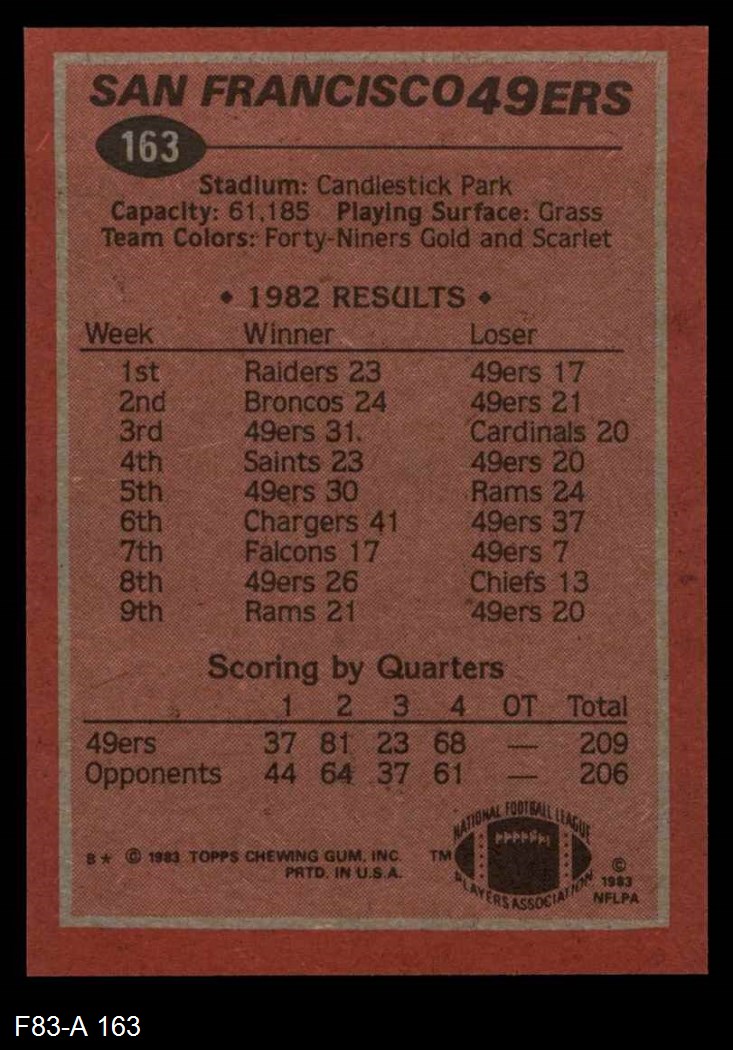 SAN FRANCISCO 49ERS
163
Stadium: Candlestick Park
Capacity: 61,185 Playing Surface: Grass
Team Colors: Forty-Niners Gold and Scarlet
◆ 1982 RESULTS ◆
Week Winner Loser
1st Raiders 23 49ers 17
2nd Broncos 24 49ers 21
3rd 49ers 31. Cardinals 20
4th Saints 23 49ers 20
5th 49ers 30 Rams 24
6th Chargers 41 49ers 37
7th Falcons 17 49ers 7
8th 49ers 26 Chiefs 13
9th Rams 21 49ers 20
Scoring by Quarters
1 2 3 4 OT Total
49ers 37 81 23 68 — 209
Opponents 44 64 37 61 — 206
NATIONAL FOOTBALL LEAGUE
PLAYERS ASSOCIATION
B* © 1983 TOPPS CHEWING GUM, INC. TM
PRTD. IN U.S.A.
©
1983
NFLPA
F83-A 163